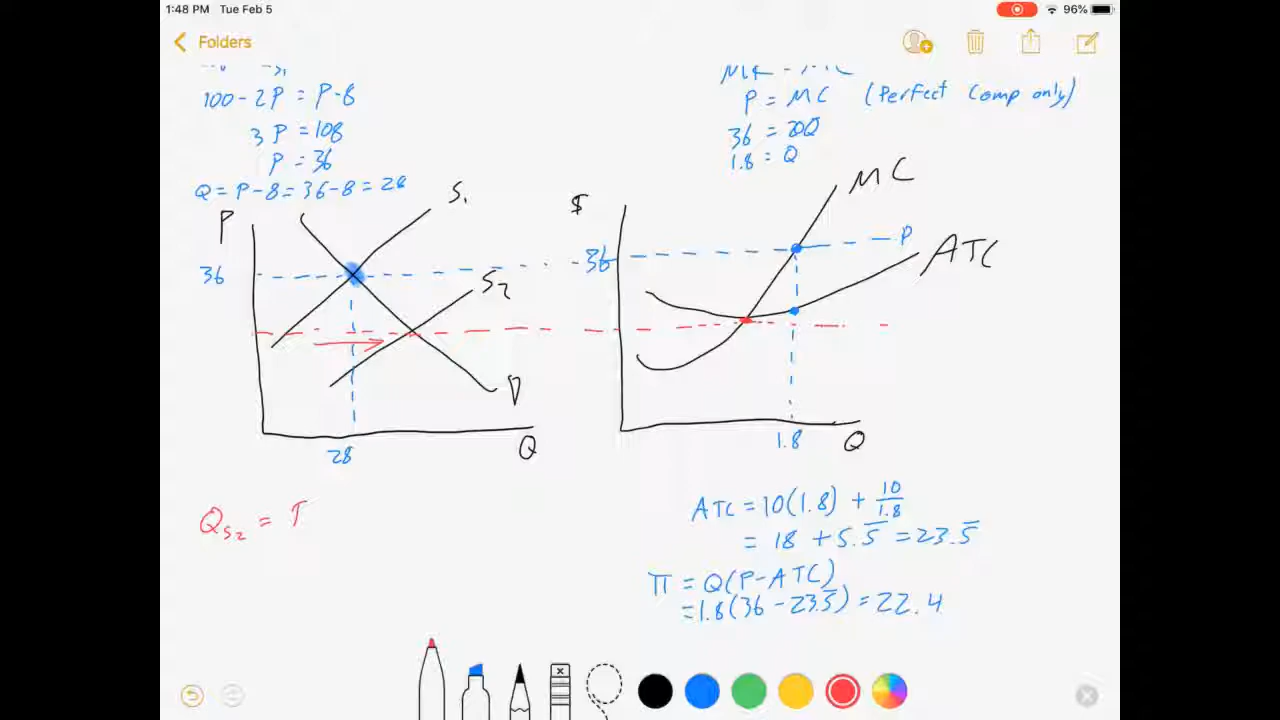 1:48 PM Tue Feb 5
96%
Folders
100-2P = P-8
3P = 108
P = 36
Q = P-8 = 36-8 = 28
P = MC (Perfect Comp only)
36 = 20Q
1.8 = Q
P
S1
36
S2
D
28
Q
$
MC
36
P
ATC
1.8
Q
QS2 =
ATC = 10(1.8) + 10/1.8
= 18 + 5.5̅ = 23.5̅
π = Q(P-ATC)
= 1.8(36 - 23.5̅) = 22.4